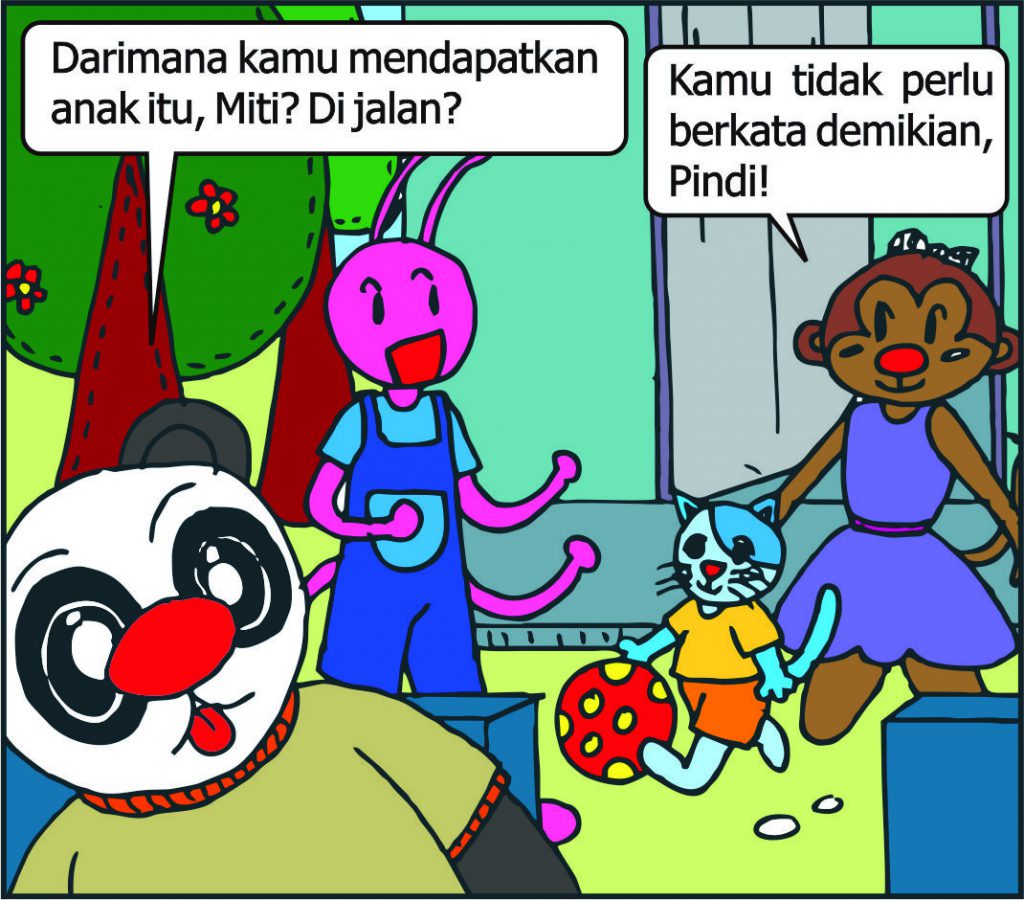 Darimana kamu mendapatkan
anak itu, Miti? Di jalan?
Kamu tidak perlu
berkata demikian,
Pindi!